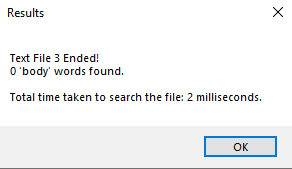 Results
Text File 3 Ended!
0 'body' words found.
Total time taken to search the file: 2 milliseconds.
OK